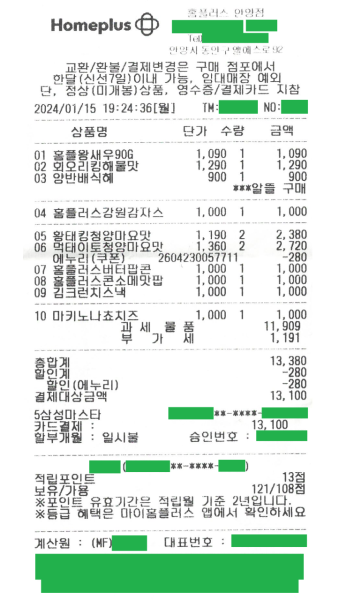 Homeplus
홈플러스 안양점
Tel
안양시 동안구 엘에스로 92
교환/환불/결제변경은 구매 점포에서
한달(신선7일)이내 가능, 임대매장 예외
단, 정상(미개봉)상품, 영수증/결제카드 지참
2024/01/15 19:24:36[월] TM: NO:
상품명 단가 수량 금액
01 홈플왕새우90G 1,090 1 1,090
02 외오리킹해물맛 1,290 1 1,290
03 양반배식혜 900 1 900
***알뜰 구매
04 홈플러스강원감자스 1,000 1 1,000
05 왕태킹청양마요맛 1,190 2 2,380
06 먹태이토청양마요맛 1,360 2 2,720
에누리(쿠폰) 2604230057711 -280
07 홈플러스버터팝콘 1,000 1 1,000
08 홈플러스콘소메맛팝 1,000 1 1,000
09 김크런치스낵 1,000 1 1,000
10 마키노나쵸치즈 1,000 1 1,000
과 세 물 품 11,909
부 가 세 1,191
총합계 13,380
할인계 -280
할인(에누리) -280
결제대상금액 13,100
5삼성마스타 **-****-
카드결제 : 13,100
할부개월 : 일시불 승인번호 :
( **-****- )
적립포인트 13점
보유/가용 121/108점
※포인트 유효기간은 적립월 기준 2년입니다.
※등급 혜택은 마이홈플러스 앱에서 확인하세요
계산원 : (MF) 대표번호 :